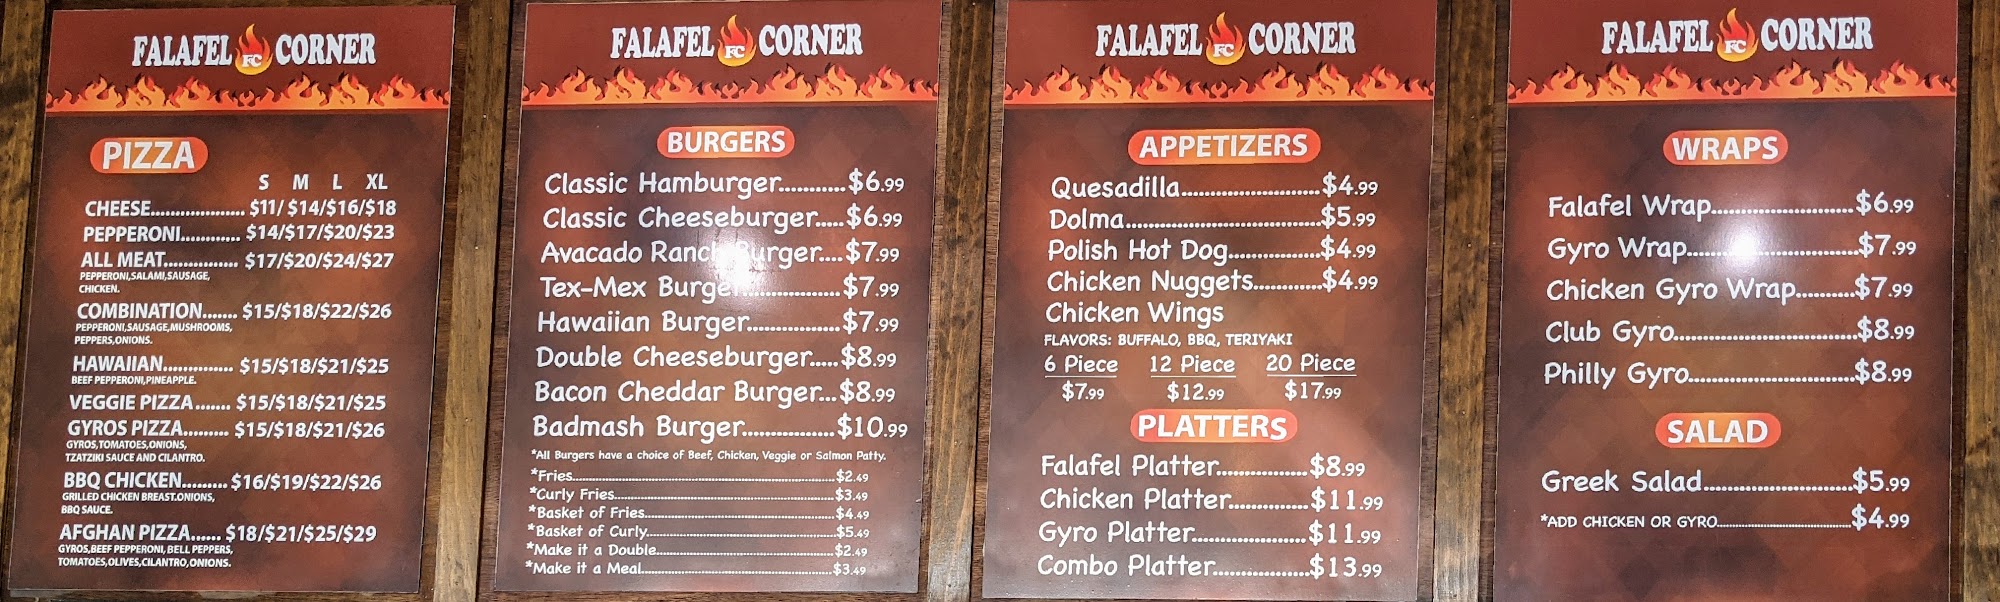 FALAFEL FC CORNER
PIZZA
S M L XL
CHEESE..................... $11/ $14/$16/$18
PEPPERONI............ $14/$17/$20/$23
ALL MEAT............... $17/$20/$24/$27
PEPPERONI,SALAMI,SAUSAGE,
CHICKEN.
COMBINATION....... $15/$18/$22/$26
PEPPERONI,SAUSAGE,MUSHROOMS,
PEPPERS,ONIONS.
HAWAIIAN.............. $15/$18/$21/$25
BEEF PEPPERONI,PINEAPPLE.
VEGGIE PIZZA....... $15/$18/$21/$25
GYROS PIZZA......... $15/$18/$21/$26
GYROS,TOMATOES,ONIONS,
TZATZIKI SAUCE AND CILANTRO.
BBQ CHICKEN......... $16/$19/$22/$26
GRILLED CHICKEN BREAST.ONIONS,
BBQ SAUCE.
AFGHAN PIZZA...... $18/$21/$25/$29
GYROS,BEEF PEPPERONI, BELL PEPPERS,
TOMATOES,OLIVES,CILANTRO,ONIONS.
FALAFEL FC CORNER
BURGERS
Classic Hamburger............$6.99
Classic Cheeseburger.....$6.99
Avacado Ranch Burger....$7.99
Tex-Mex Burger.................$7.99
Hawaiian Burger.................$7.99
Double Cheeseburger.....$8.99
Bacon Cheddar Burger...$8.99
Badmash Burger.................$10.99
*All Burgers have a choice of Beef, Chicken, Veggie or Salmon Patty.
*Fries..................................................$2.49
*Curly Fries..........................................$3.49
*Basket of Fries....................................$4.49
*Basket of Curly....................................$5.49
*Make it a Double..................................$2.49
*Make it a Meal.....................................$3.49
FALAFEL FC CORNER
APPETIZERS
Quesadilla..........................$4.99
Dolma....................................$5.99
Polish Hot Dog.................$4.99
Chicken Nuggets.............$4.99
Chicken Wings
FLAVORS: BUFFALO, BBQ, TERIYAKI
6 Piece 12 Piece 20 Piece
$7.99 $12.99 $17.99
PLATTERS
Falafel Platter.................$8.99
Chicken Platter...............$11.99
Gyro Platter......................$11.99
Combo Platter..................$13.99
FALAFEL FC CORNER
WRAPS
Falafel Wrap..........................$6.99
Gyro Wrap...............................$7.99
Chicken Gyro Wrap...........$7.99
Club Gyro.................................$8.99
Philly Gyro...............................$8.99
SALAD
Greek Salad...........................$5.99
*ADD CHICKEN OR GYRO..........................$4.99